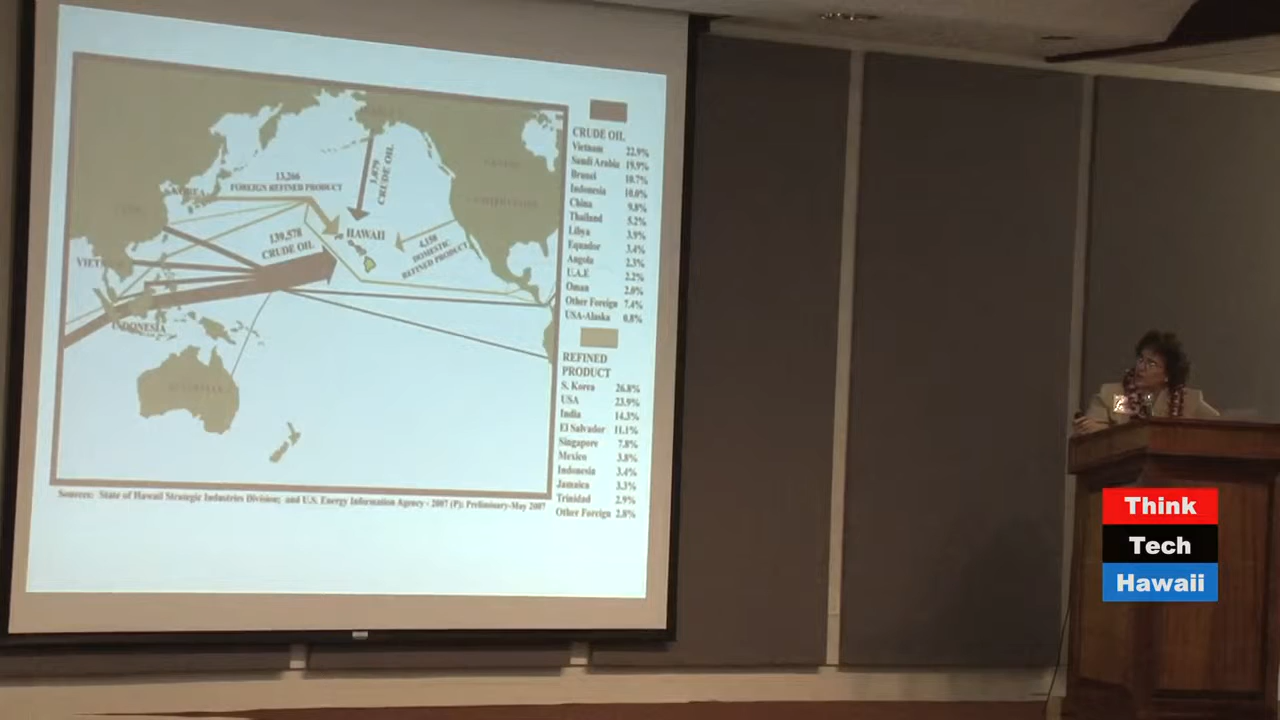 13,266
FOREIGN REFINED PRODUCT
1,079
CRUDE OIL
KOREA
HAWAII
139,578
CRUDE OIL
4,158
DOMESTIC
REFINED PRODUCT
VIETNAM
INDONESIA
AUSTRALIA
CRUDE OIL
Vietnam 22.9%
Saudi Arabia 19.9%
Brunei 10.7%
Indonesia 10.0%
China 9.8%
Thailand 5.2%
Libya 3.9%
Equador 3.4%
Angola 2.3%
U.A.E 2.2%
Oman 2.0%
Other Foreign 7.4%
USA-Alaska 0.8%
REFINED
PRODUCT
S. Korea 26.8%
USA 23.9%
India 14.3%
El Salvador 11.1%
Singapore 7.8%
Mexico 3.8%
Indonesia 3.4%
Jamaica 3.3%
Trinidad 2.9%
Other Foreign 2.8%
Sources: State of Hawaii Strategic Industries Division; and U.S. Energy Information Agency - 2007 (P): Preliminary-May 2007
Think
Tech
Hawaii